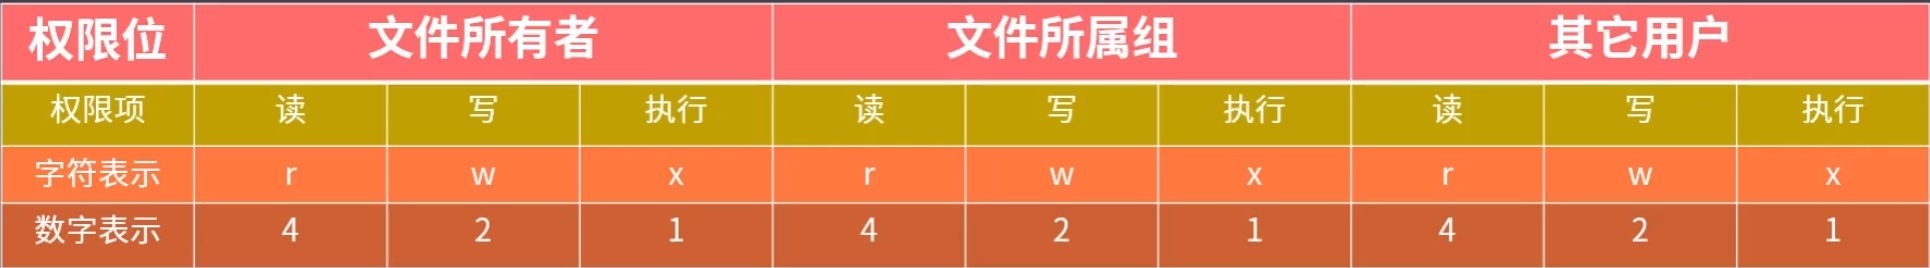 权限位 文件所有者 文件所属组 其它用户
权限项 读 写 执行 读 写 执行 读 写 执行
字符表示 r w x r w x r w x
数字表示 4 2 1 4 2 1 4 2 1